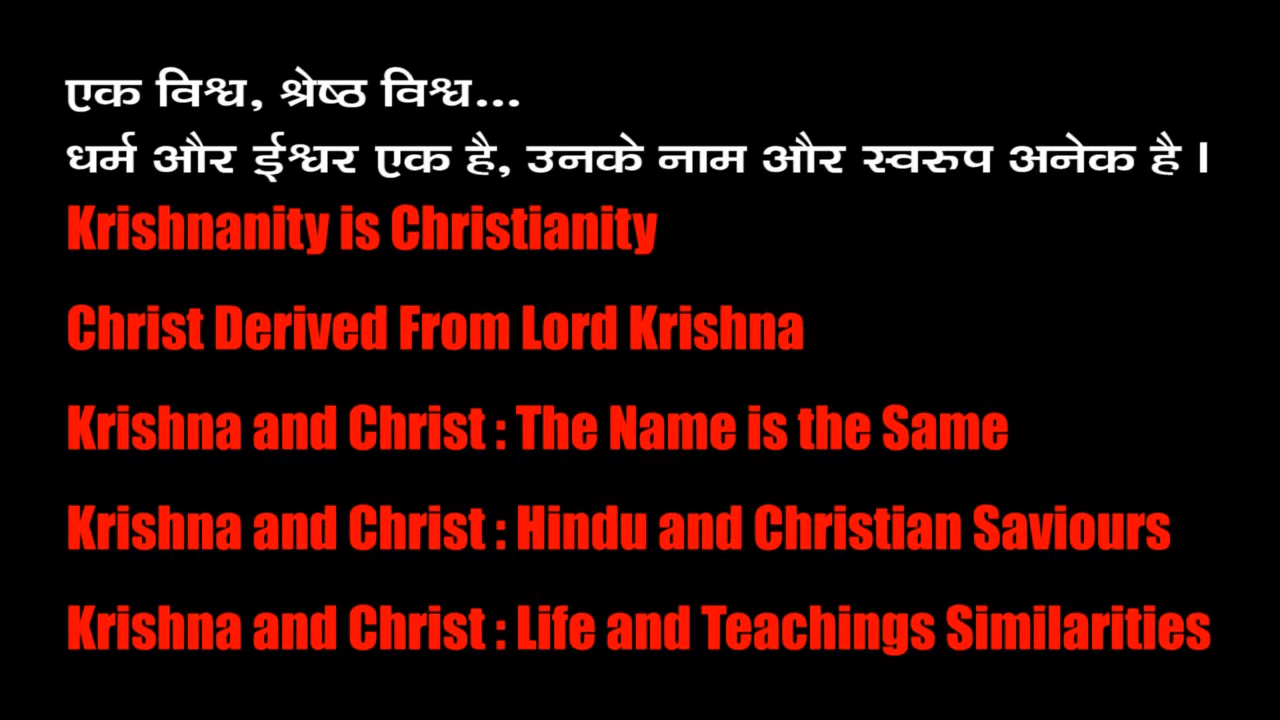 एक विश्व, श्रेष्ठ विश्व...
धर्म और ईश्वर एक है, उनके नाम और स्वरुप अनेक है ।
Krishnanity is Christianity
Christ Derived From Lord Krishna
Krishna and Christ : The Name is the Same
Krishna and Christ : Hindu and Christian Saviours
Krishna and Christ : Life and Teachings Similarities